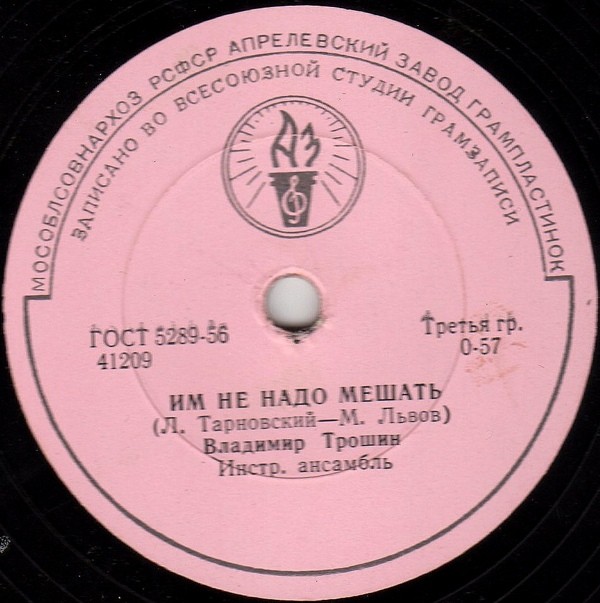 МОСОБЛСОВНАРХОЗ РСФСР АПРЕЛЕВСКИЙ ЗАВОД ГРАМПЛАСТИНОК
ЗАПИСАНО ВО ВСЕСОЮЗНОЙ СТУДИИ ГРАМЗАПИСИ
АЗ
ГОСТ 5289-56
41209
Третья гр.
0-57
ИМ НЕ НАДО МЕШАТЬ
(Л. Тарновский—М. Львов)
Владимир Трошин
Инстр. ансамбль